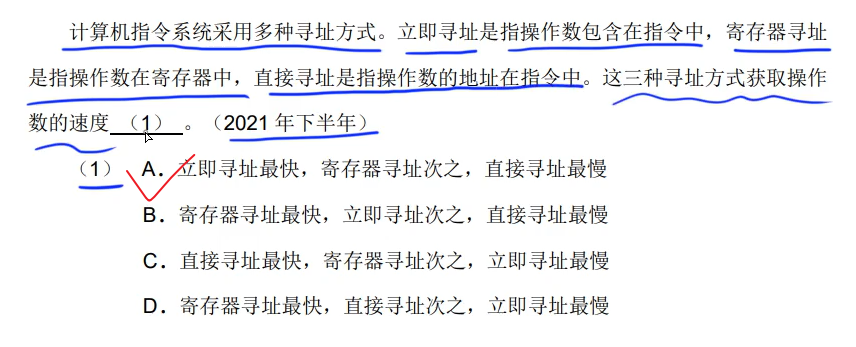 计算机指令系统采用多种寻址方式。立即寻址是指操作数包含在指令中，寄存器寻址
是指操作数在寄存器中，直接寻址是指操作数的地址在指令中。这三种寻址方式获取操作
数的速度 （1） 。（2021 年下半年）
（1） A．立即寻址最快，寄存器寻址次之，直接寻址最慢
B．寄存器寻址最快，立即寻址次之，直接寻址最慢
C．直接寻址最快，寄存器寻址次之，立即寻址最慢
D．寄存器寻址最快，直接寻址次之，立即寻址最慢